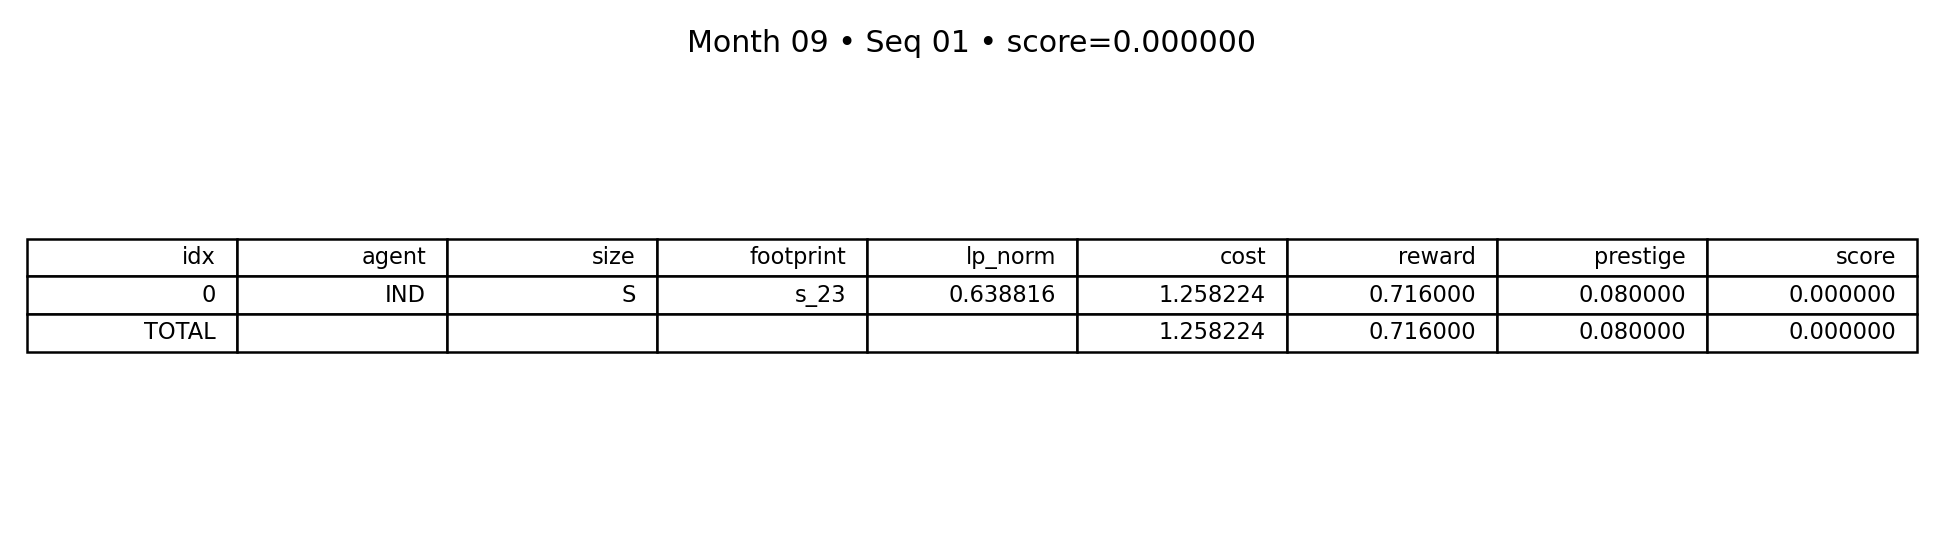 Month 09 • Seq 01 • score=0.000000
idx agent size footprint lp_norm cost reward prestige score
0 IND S s_23 0.638816 1.258224 0.716000 0.080000 0.000000
TOTAL 1.258224 0.716000 0.080000 0.000000